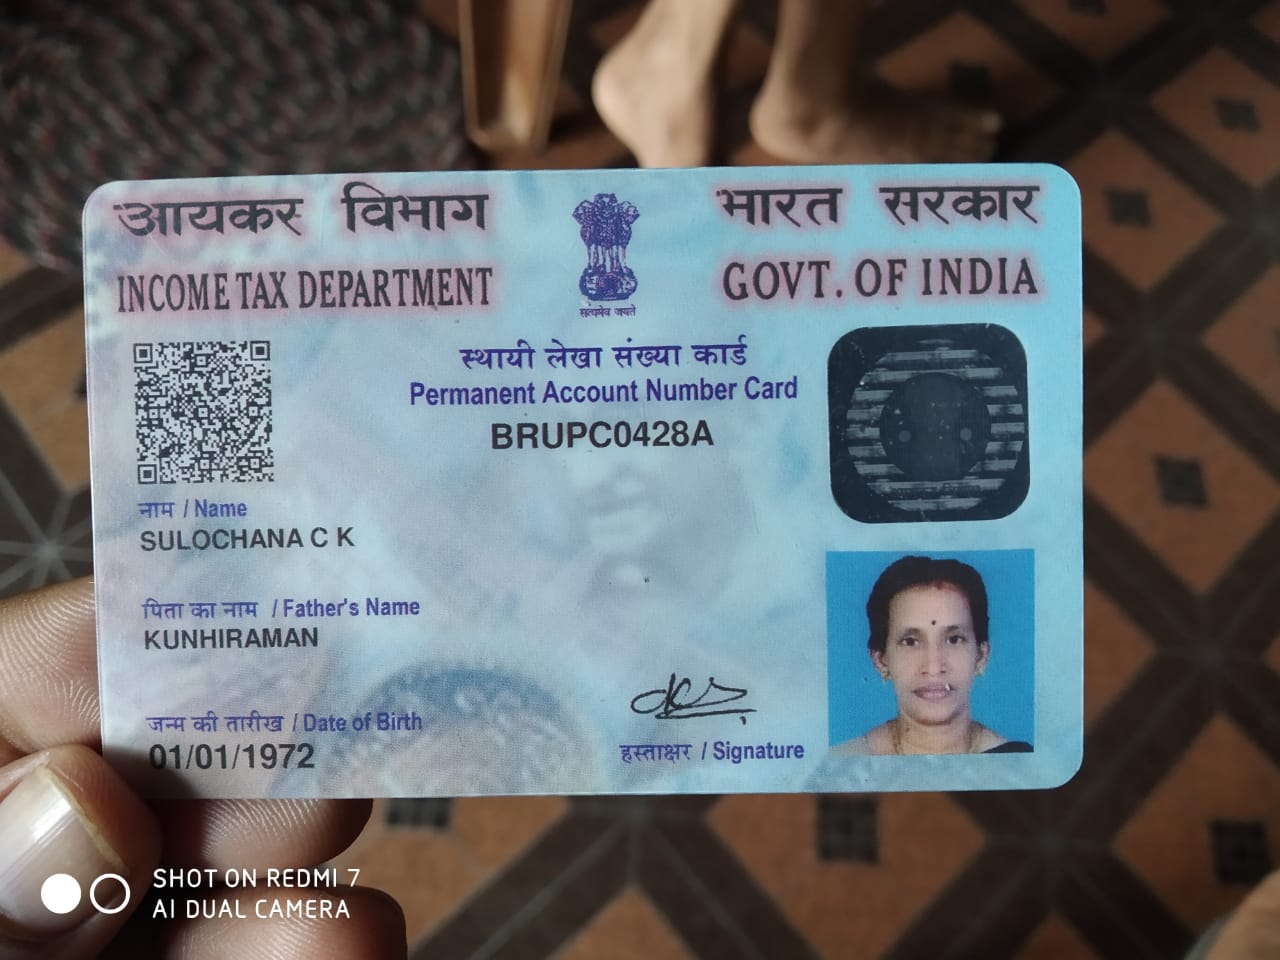 आयकर विभाग
INCOME TAX DEPARTMENT
सत्यमेव जयते
भारत सरकार
GOVT. OF INDIA
स्थायी लेखा संख्या कार्ड
Permanent Account Number Card
BRUPC0428A
नाम / Name
SULOCHANA C K
पिता का नाम / Father's Name
KUNHIRAMAN
जन्म की तारीख / Date of Birth
01/01/1972
हस्ताक्षर / Signature
SHOT ON REDMI 7
AI DUAL CAMERA